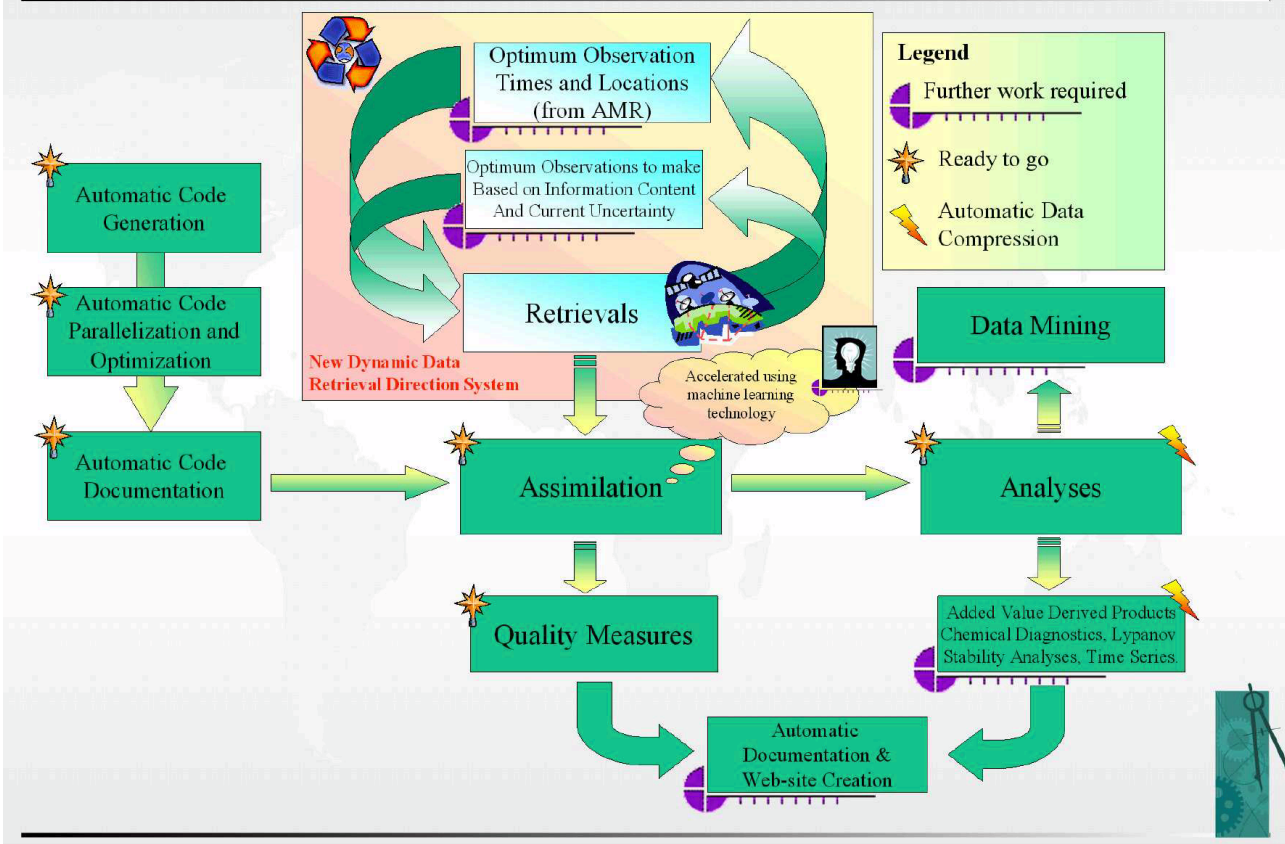 Optimum Observation
Times and Locations
(from AMR)
Optimum Observations to make
Based on Information Content
And Current Uncertainty
Retrievals
New Dynamic Data
Retrieval Direction System
Accelerated using
machine learning
technology
Legend
Further work required
Ready to go
Automatic Data
Compression
Automatic Code
Generation
Automatic Code
Parallelization and
Optimization
Automatic Code
Documentation
Assimilation
Analyses
Data Mining
Quality Measures
Added Value Derived Products
Chemical Diagnostics, Lypanov
Stability Analyses, Time Series.
Automatic
Documentation &
Web-site Creation